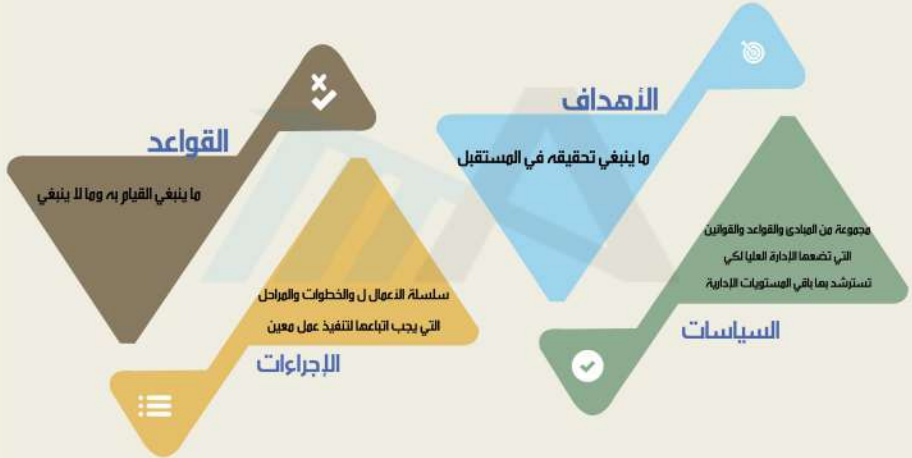 الأهداف
ما ينبغي تحقيقه في المستقبل
مجموعة من المبادئ والقواعد والقوانين
التي تضعها الإدارة العليا لكي
تسترشد بها باقي المستويات الإدارية
السياسات
القواعد
ما ينبغي القيام به وما لا ينبغي
سلسلة الأعمال ل والخطوات والمراحل
التي يجب اتباعها لتنفيذ عمل معين
الإجراءات